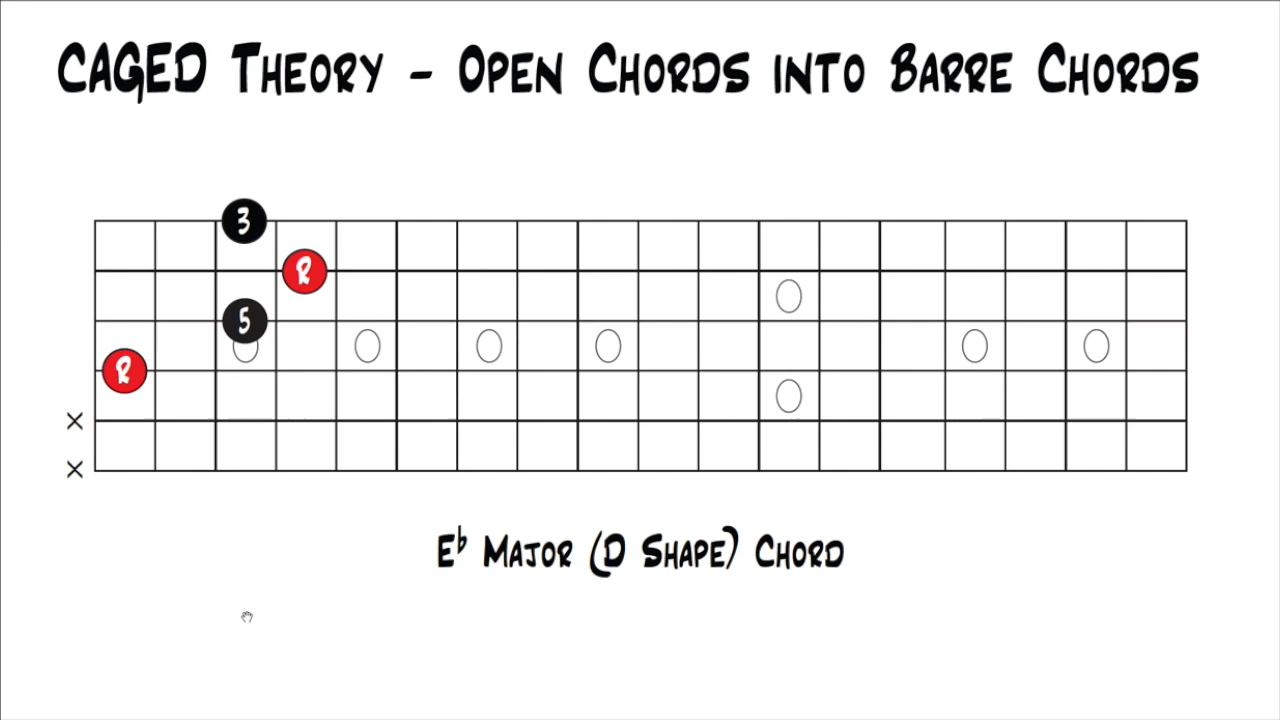 CAGED Theory - Open Chords into Barre Chords
3
R
5
R
×
×
E♭ Major (D Shape) Chord